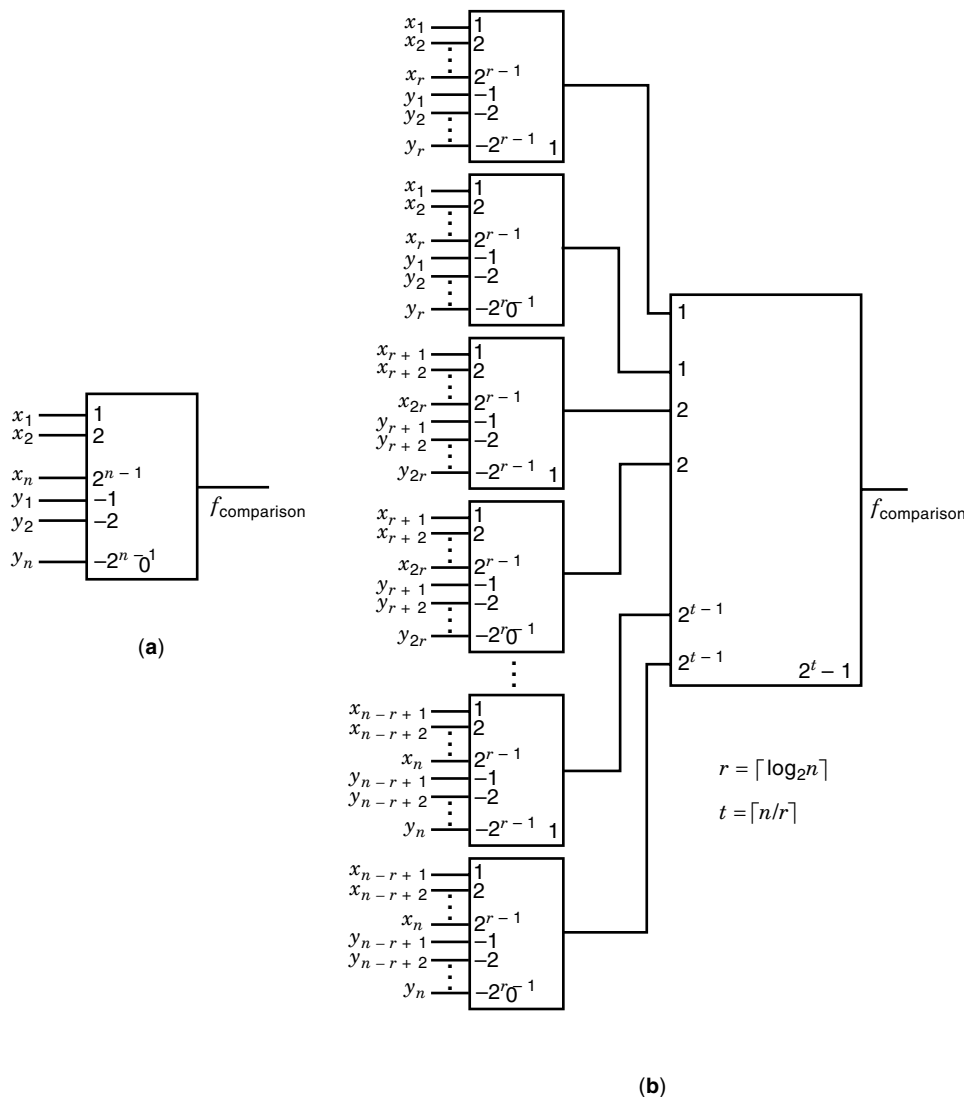 x₁ 1
x₂ 2
xₙ 2ⁿ⁻¹
y₁ −1
y₂ −2
yₙ −2ⁿ⁻¹ 0
f_comparison
(a)
x₁ 1
x₂ 2
xᵣ 2ʳ⁻¹
y₁ −1
y₂ −2
yᵣ −2ʳ⁻¹ 1
x₁ 1
x₂ 2
xᵣ 2ʳ⁻¹
y₁ −1
y₂ −2
yᵣ −2ʳ⁻¹ 0
xᵣ₊₁ 1
xᵣ₊₂ 2
x₂ᵣ 2ʳ⁻¹
yᵣ₊₁ −1
yᵣ₊₂ −2
y₂ᵣ −2ʳ⁻¹ 1
xᵣ₊₁ 1
xᵣ₊₂ 2
x₂ᵣ 2ʳ⁻¹
yᵣ₊₁ −1
yᵣ₊₂ −2
y₂ᵣ −2ʳ⁻¹ 0
xₙ₋ᵣ₊₁ 1
xₙ₋ᵣ₊₂ 2
xₙ 2ʳ⁻¹
yₙ₋ᵣ₊₁ −1
yₙ₋ᵣ₊₂ −2
yₙ −2ʳ⁻¹ 1
xₙ₋ᵣ₊₁ 1
xₙ₋ᵣ₊₂ 2
xₙ 2ʳ⁻¹
yₙ₋ᵣ₊₁ −1
yₙ₋ᵣ₊₂ −2
yₙ −2ʳ⁻¹ 0
1
1
2
2
2ᵗ⁻¹
2ᵗ⁻¹
2ᵗ − 1
f_comparison
r = ⌈log₂n⌉
t = ⌈n/r⌉
(b)